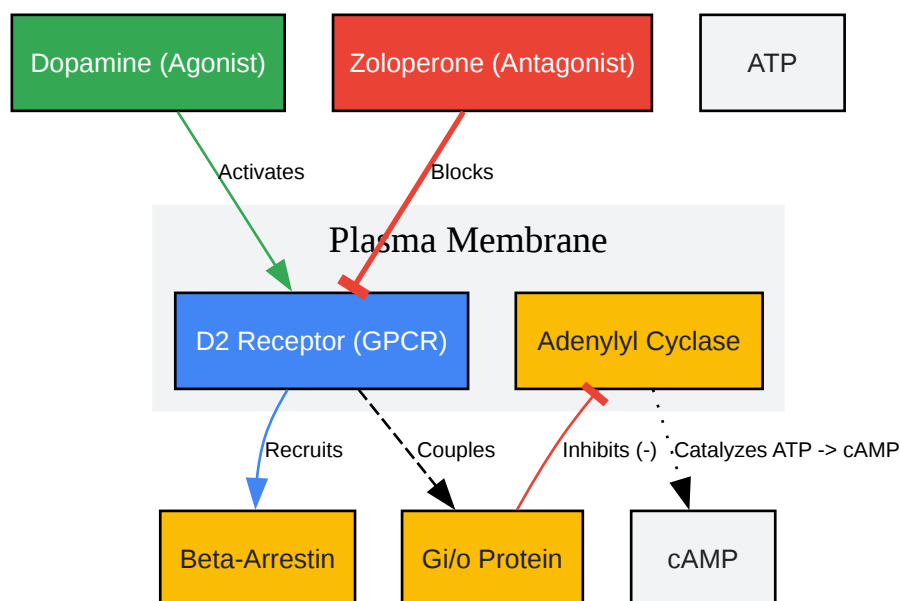 Dopamine (Agonist)
Zoloperone (Antagonist)
ATP
Activates
Blocks
Plasma Membrane
D2 Receptor (GPCR)
Adenylyl Cyclase
Recruits
Couples
Inhibits (-)
Catalyzes ATP -> cAMP
Beta-Arrestin
Gi/o Protein
cAMP